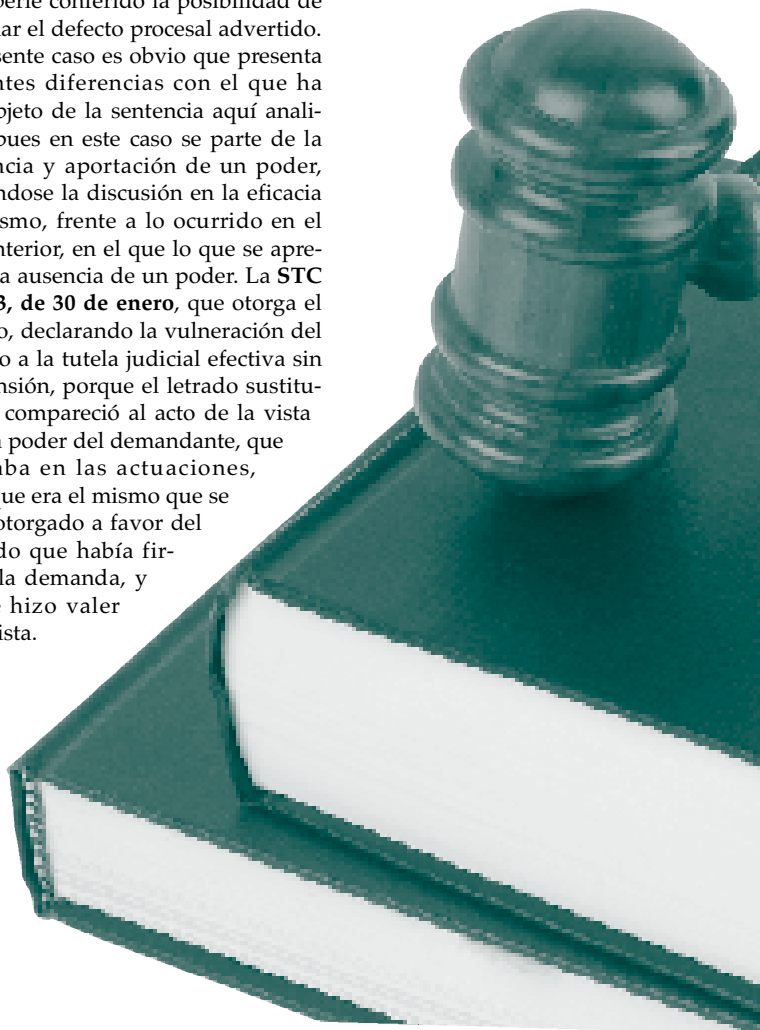 perle conferido la posibilidad de
ar el defecto procesal advertido.
sente caso es obvio que presenta
ntes diferencias con el que ha
bjeto de la sentencia aquí anali-
pues en este caso se parte de la
ncia y aportación de un poder,
ndose la discusión en la eficacia
ismo, frente a lo ocurrido en el
nterior, en el que lo que se apre-
a ausencia de un poder. La STC
3, de 30 de enero, que otorga el
o, declarando la vulneración del
o a la tutela judicial efectiva sin
nsión, porque el letrado sustitu-
compareció al acto de la vista
n poder del demandante, que
aba en las actuaciones,
que era el mismo que se
otorgado a favor del
do que había fir-
la demanda, y
e hizo valer
ista.